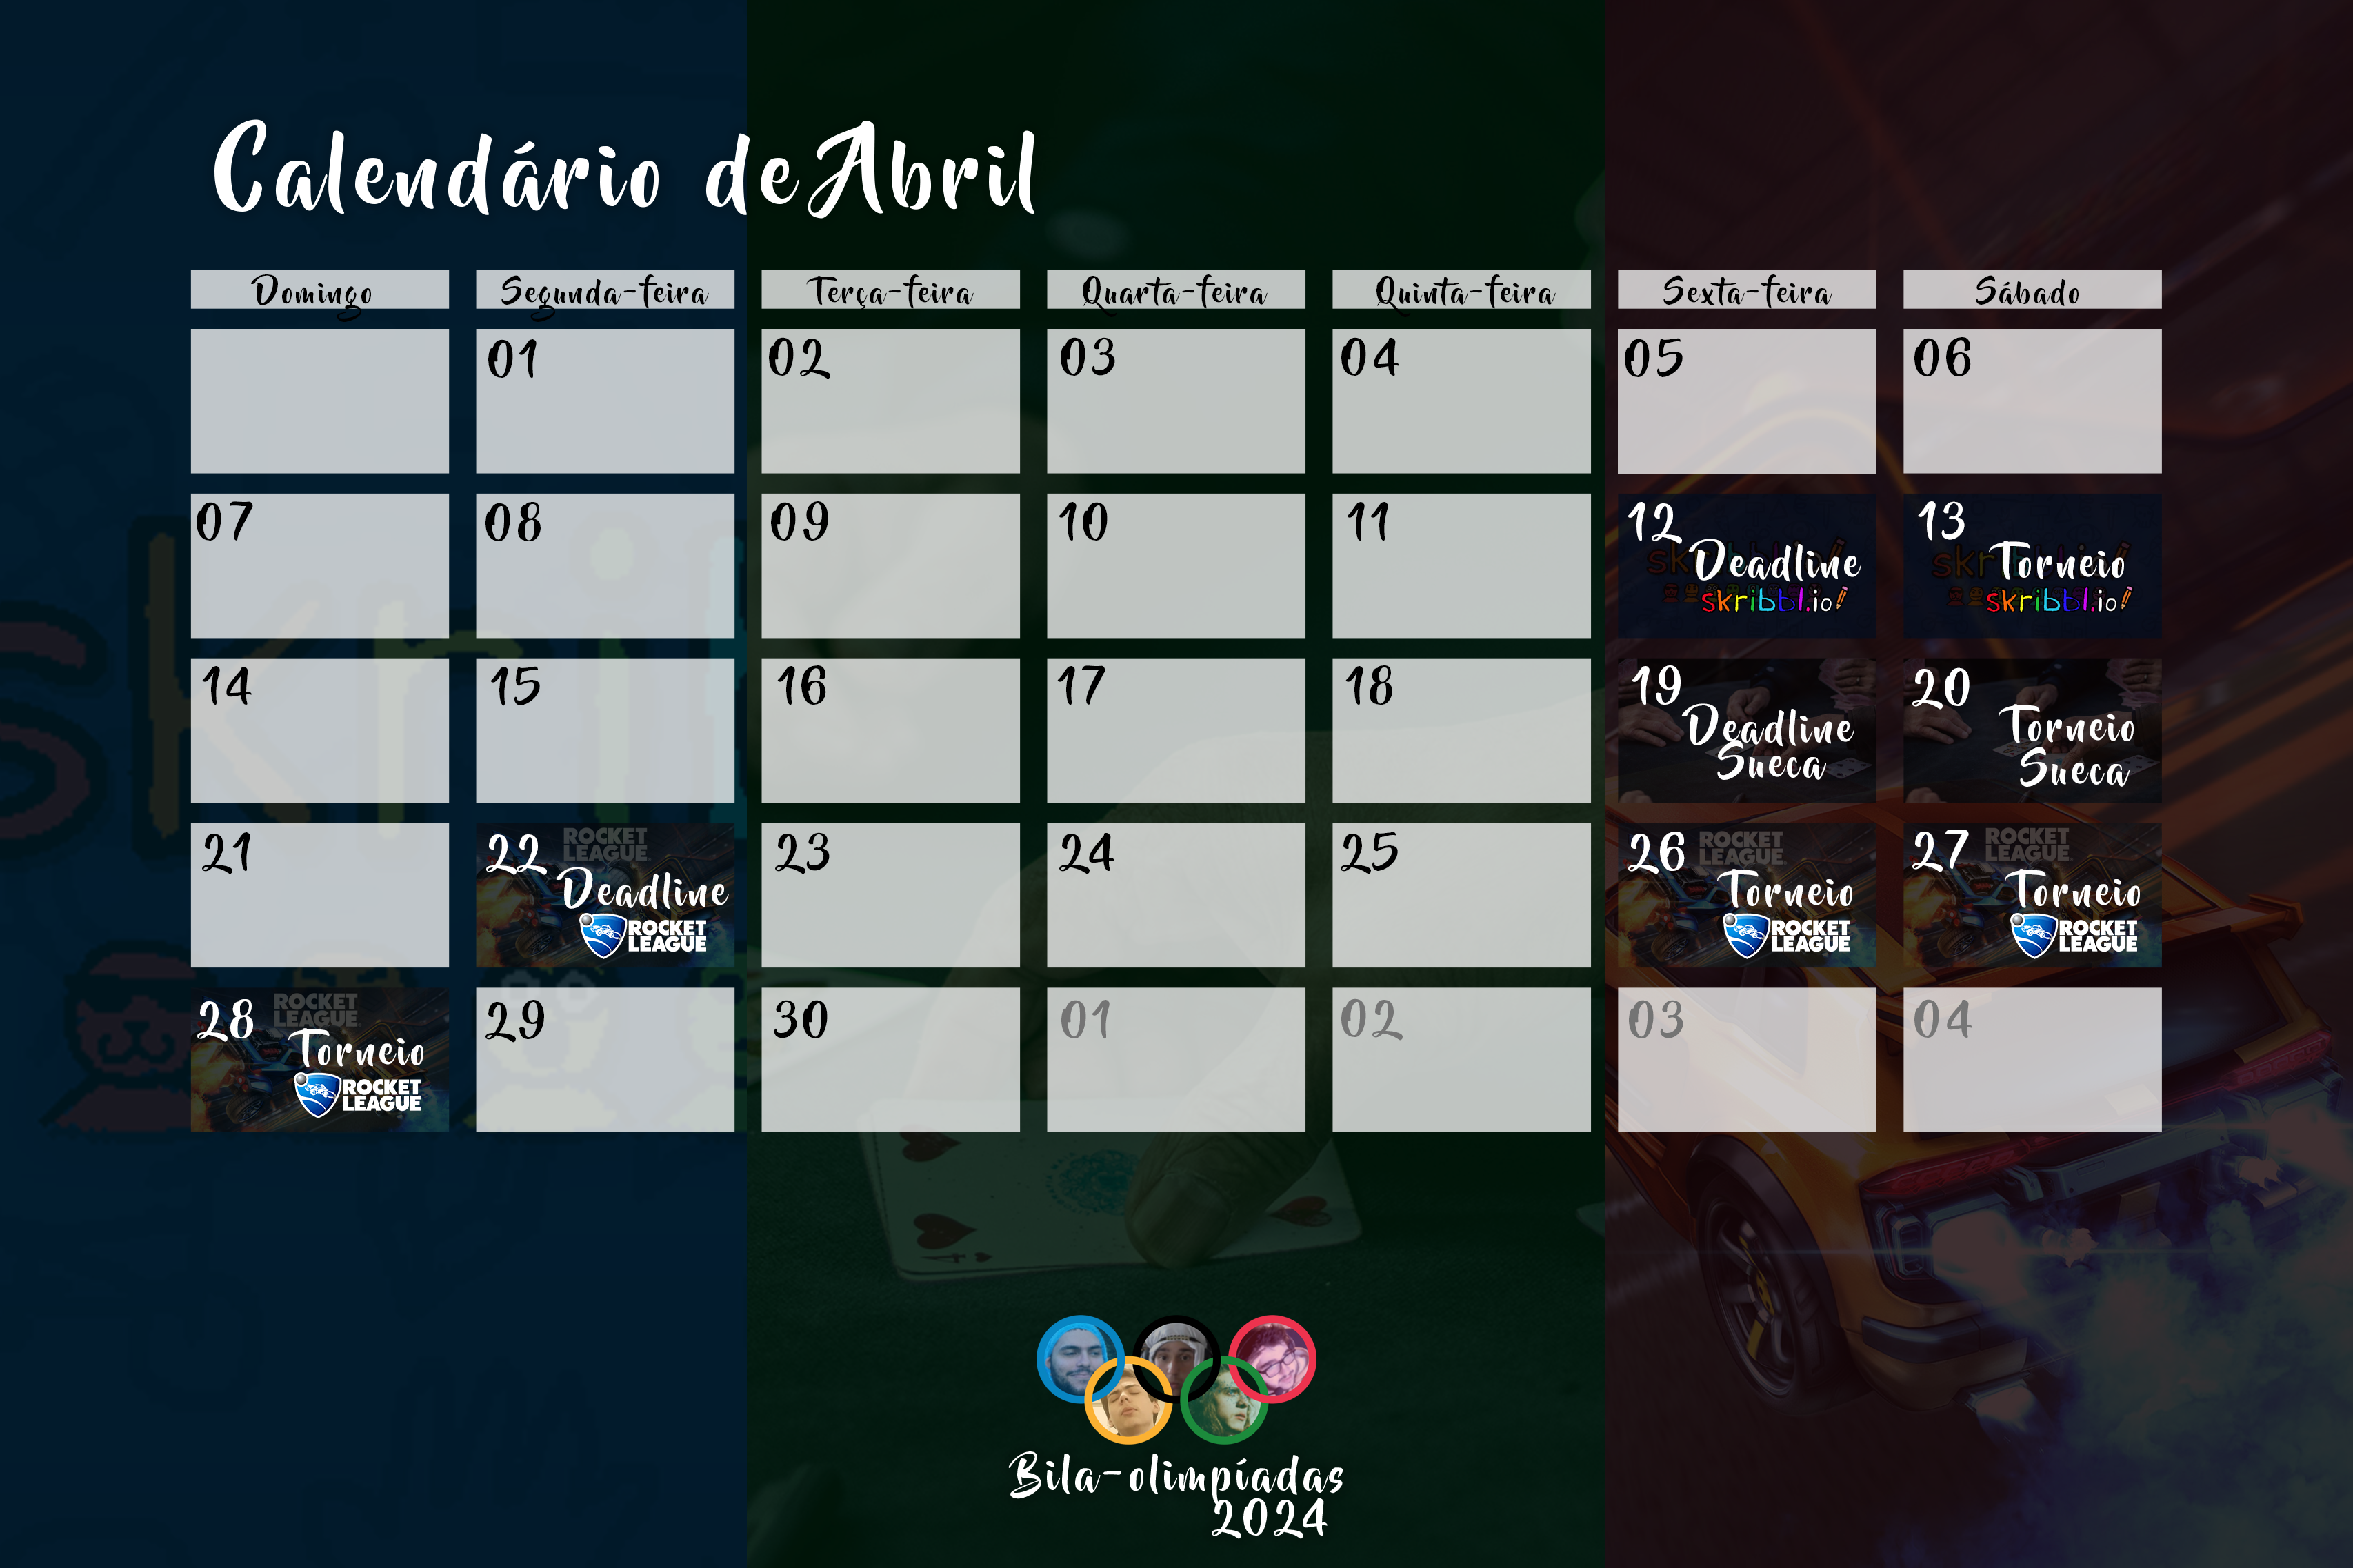 Calendário de Abril
Domingo Segunda-feira Terça-feira Quarta-feira Quinta-feira Sexta-feira Sábado
01 02 03 04 05 06
07 08 09 10 11 12 13
skribbl.io skribbl.io
Deadline Torneio
skribbl.io skribbl.io
14 15 16 17 18 19 20
Deadline Torneio
Sueca Sueca
21 22 23 24 25 26 27
ROCKET ROCKET ROCKET
LEAGUE LEAGUE LEAGUE
Deadline Torneio Torneio
ROCKET ROCKET ROCKET
LEAGUE LEAGUE LEAGUE
28 29 30 01 02 03 04
ROCKET
LEAGUE
Torneio
ROCKET
LEAGUE
Bila-olimpíadas
2024